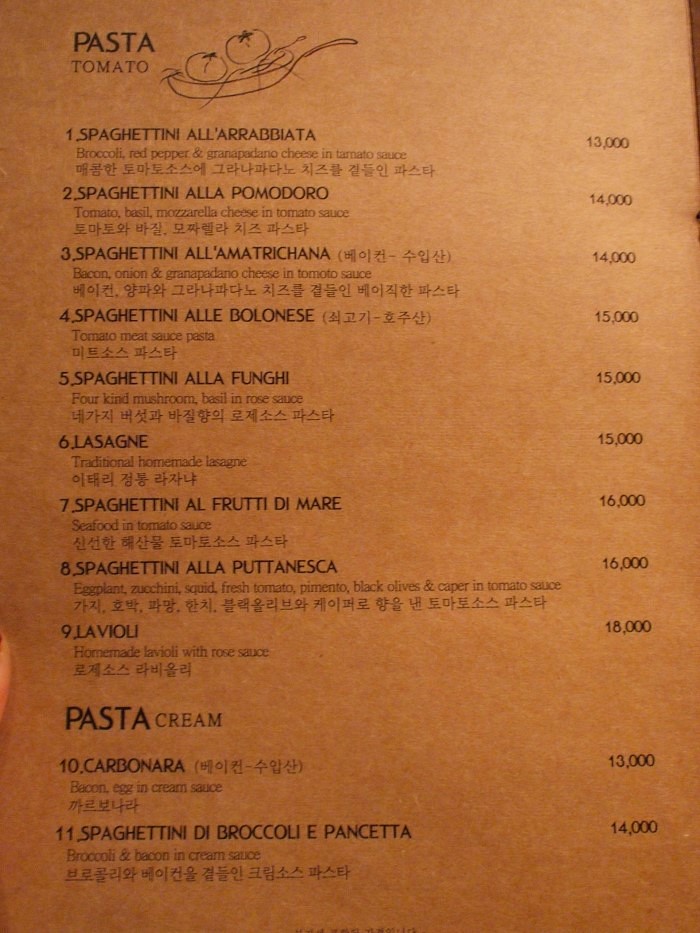 PASTA
TOMATO
1.SPAGHETTINI ALL'ARRABBIATA 13,000
Broccoli, red pepper & granapadano cheese in tamato sauce
매콤한 토마토소스에 그라나파다노 치즈를 곁들인 파스타
2.SPAGHETTINI ALLA POMODORO 14,000
Tomato, basil, mozzarella cheese in tomato sauce
토마토와 바질, 모짜렐라 치즈 파스타
3.SPAGHETTINI ALL'AMATRICHANA (베이컨- 수입산) 14,000
Bacon, onion & granapadano cheese in tomoto sauce
베이컨, 양파와 그라나파다노 치즈를 곁들인 베이직한 파스타
4.SPAGHETTINI ALLE BOLONESE (쇠고기-호주산) 15,000
Tomato meat sauce pasta
미트소스 파스타
5.SPAGHETTINI ALLA FUNGHI 15,000
Four kind mushroom, basil in rose sauce
네가지 버섯과 바질향의 로제소스 파스타
6.LASAGNE 15,000
Traditional homemade lasagne
이태리 정통 라자냐
7.SPAGHETTINI AL FRUTTI DI MARE 16,000
Seafood in tomato sauce
신선한 해산물 토마토소스 파스타
8.SPAGHETTINI ALLA PUTTANESCA 16,000
Eggplant, zucchini, squid, fresh tomato, pimento, black olives & caper in tomato sauce
가지, 호박, 피망, 한치, 블랙올리브와 케이퍼로 향을 낸 토마토소스 파스타
9.LAVIOLI 18,000
Homemade lavioli with rose sauce
로제소스 라비올리
PASTA CREAM
10.CARBONARA (베이컨-수입산) 13,000
Bacon, egg in cream sauce
까르보나라
11.SPAGHETTINI DI BROCCOLI E PANCETTA 14,000
Broccoli & bacon in cream sauce
브로콜리와 베이컨을 곁들인 크림소스 파스타